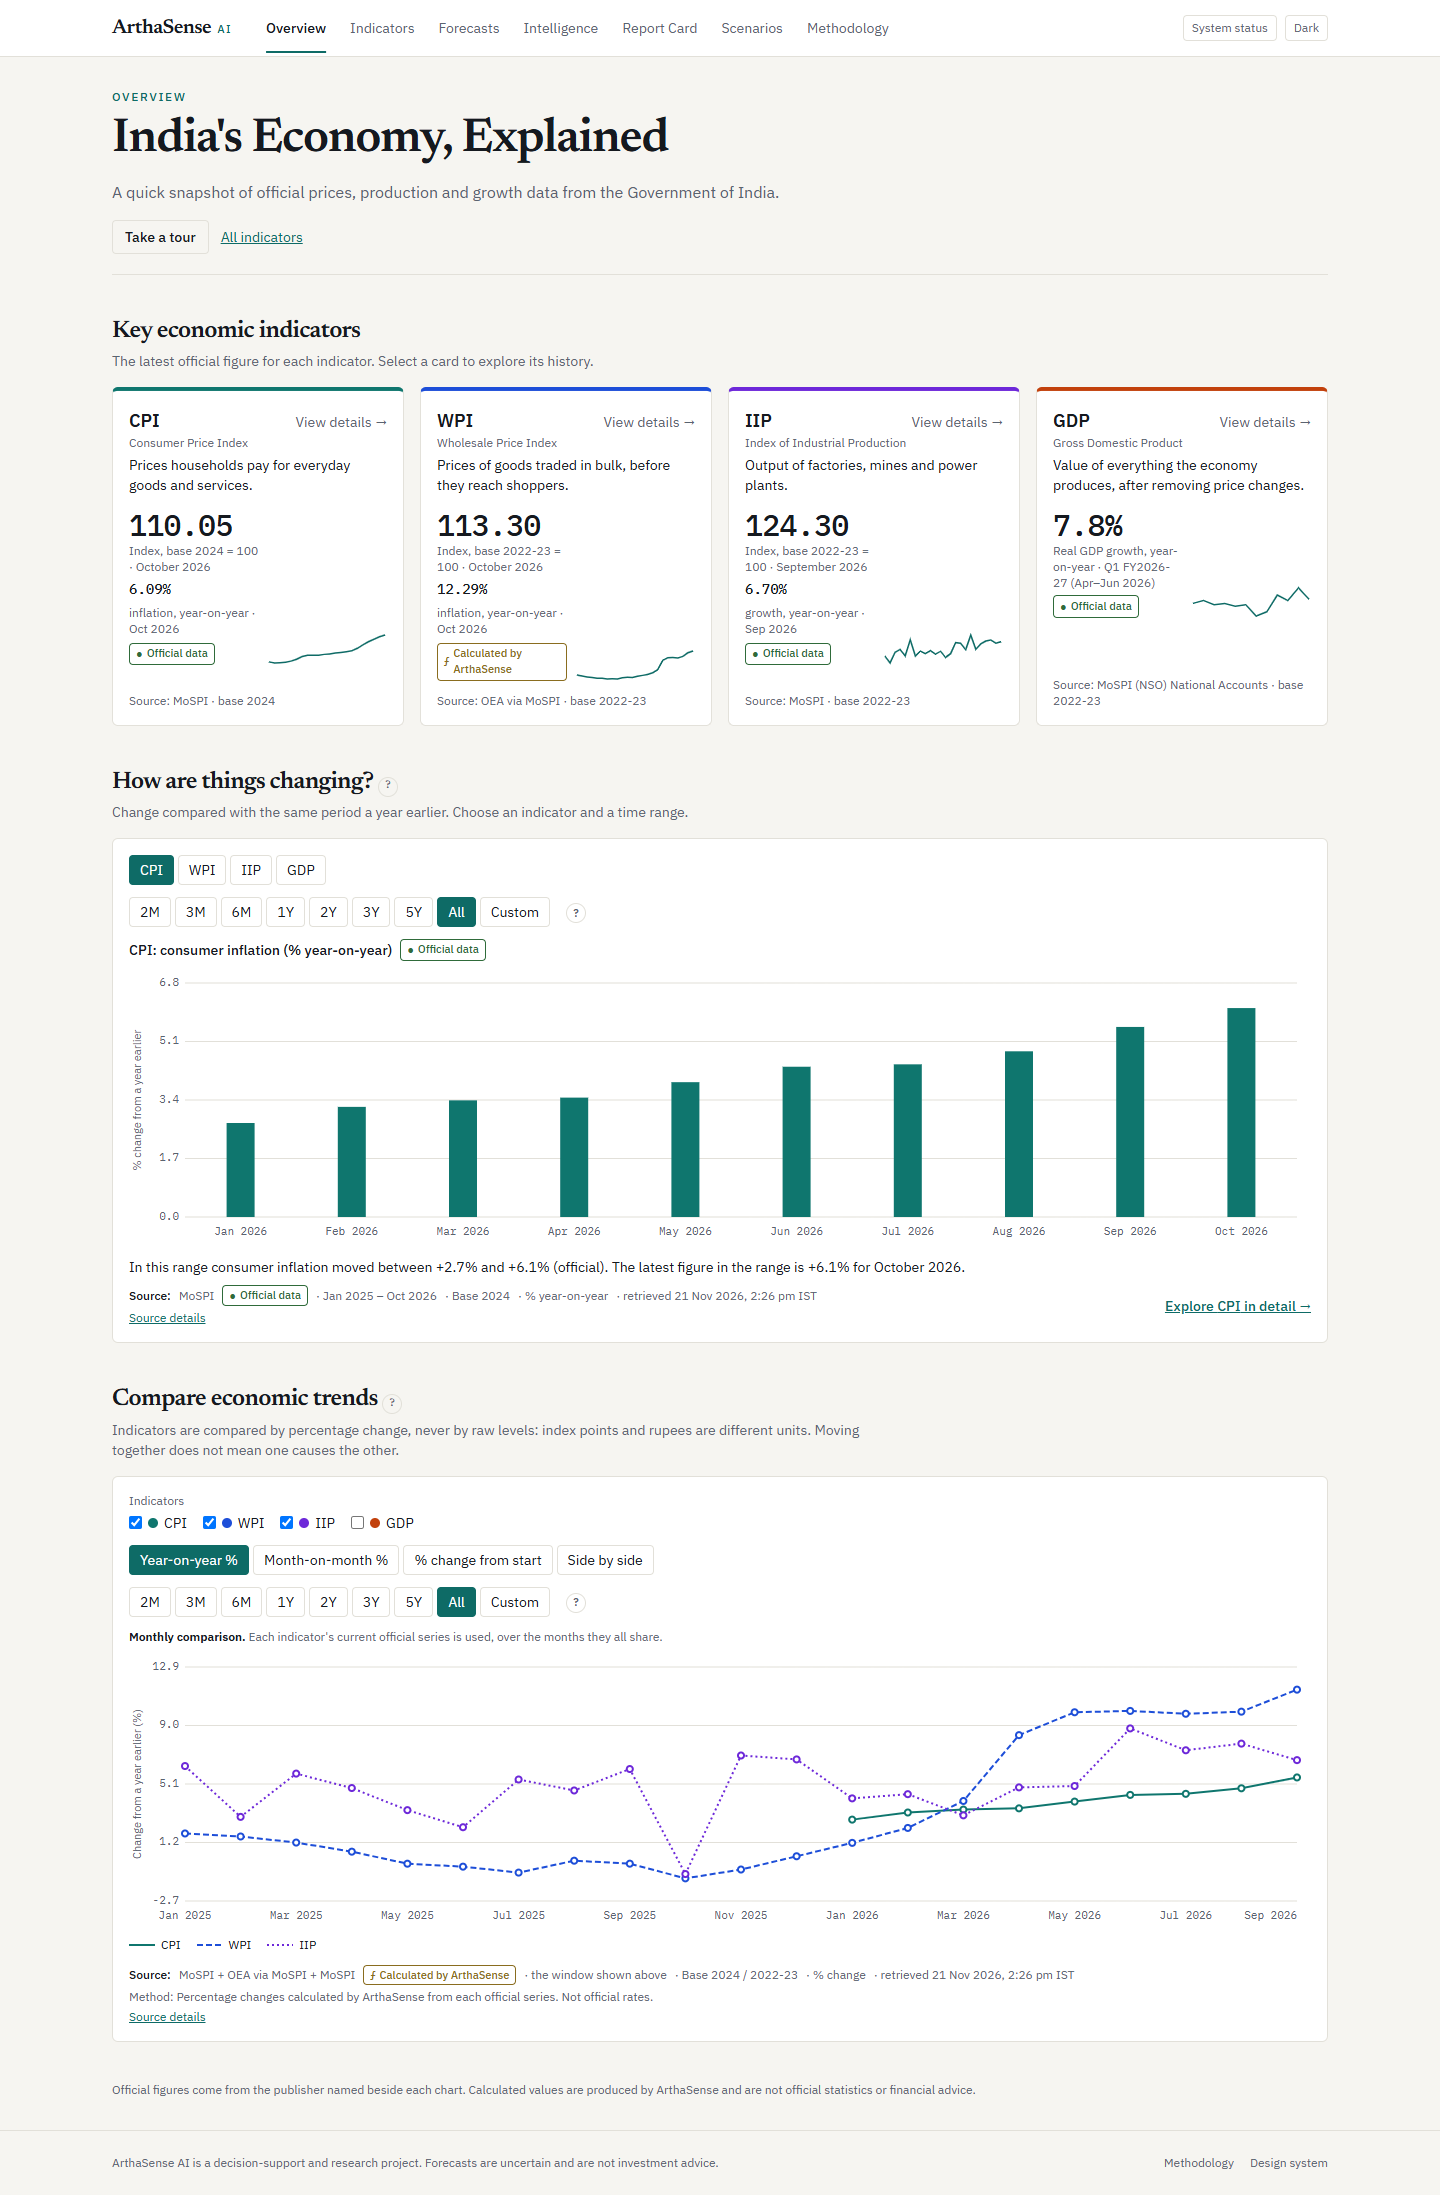 ArthaSense AI
Overview Indicators Forecasts Intelligence Report Card Scenarios Methodology
System status Dark
OVERVIEW
India's Economy, Explained
A quick snapshot of official prices, production and growth data from the Government of India.
Take a tour All indicators
Key economic indicators
The latest official figure for each indicator. Select a card to explore its history.
CPI View details →
Consumer Price Index
Prices households pay for everyday
goods and services.
110.05
Index, base 2024 = 100
· October 2026
6.09%
inflation, year-on-year ·
Oct 2026
● Official data
Source: MoSPI · base 2024
WPI View details →
Wholesale Price Index
Prices of goods traded in bulk, before
they reach shoppers.
113.30
Index, base 2022-23 =
100 · October 2026
12.29%
inflation, year-on-year ·
Oct 2026
ƒ Calculated by
ArthaSense
Source: OEA via MoSPI · base 2022-23
IIP View details →
Index of Industrial Production
Output of factories, mines and power
plants.
124.30
Index, base 2022-23 =
100 · September 2026
6.70%
growth, year-on-year ·
Sep 2026
● Official data
Source: MoSPI · base 2022-23
GDP View details →
Gross Domestic Product
Value of everything the economy
produces, after removing price changes.
7.8%
Real GDP growth, year-
on-year · Q1 FY2026-
27 (Apr–Jun 2026)
● Official data
Source: MoSPI (NSO) National Accounts · base
2022-23
How are things changing? ?
Change compared with the same period a year earlier. Choose an indicator and a time range.
CPI WPI IIP GDP
2M 3M 6M 1Y 2Y 3Y 5Y All Custom ?
CPI: consumer inflation (% year-on-year) ● Official data
% change from a year earlier
6.8
5.1
3.4
1.7
0.0
Jan 2026 Feb 2026 Mar 2026 Apr 2026 May 2026 Jun 2026 Jul 2026 Aug 2026 Sep 2026 Oct 2026
In this range consumer inflation moved between +2.7% and +6.1% (official). The latest figure in the range is +6.1% for October 2026.
Source: MoSPI ● Official data · Jan 2025 – Oct 2026 · Base 2024 · % year-on-year · retrieved 21 Nov 2026, 2:26 pm IST
Source details
Explore CPI in detail →
Compare economic trends ?
Indicators are compared by percentage change, never by raw levels: index points and rupees are different units. Moving
together does not mean one causes the other.
Indicators
CPI WPI IIP GDP
Year-on-year % Month-on-month % % change from start Side by side
2M 3M 6M 1Y 2Y 3Y 5Y All Custom ?
Monthly comparison. Each indicator's current official series is used, over the months they all share.
Change from a year earlier (%)
12.9
9.0
5.1
1.2
-2.7
Jan 2025 Mar 2025 May 2025 Jul 2025 Sep 2025 Nov 2025 Jan 2026 Mar 2026 May 2026 Jul 2026 Sep 2026
CPI WPI IIP
Source: MoSPI + OEA via MoSPI + MoSPI ƒ Calculated by ArthaSense · the window shown above · Base 2024 / 2022-23 · % change · retrieved 21 Nov 2026, 2:26 pm IST
Method: Percentage changes calculated by ArthaSense from each official series. Not official rates.
Source details
Official figures come from the publisher named beside each chart. Calculated values are produced by ArthaSense and are not official statistics or financial advice.
ArthaSense AI is a decision-support and research project. Forecasts are uncertain and are not investment advice.
Methodology Design system